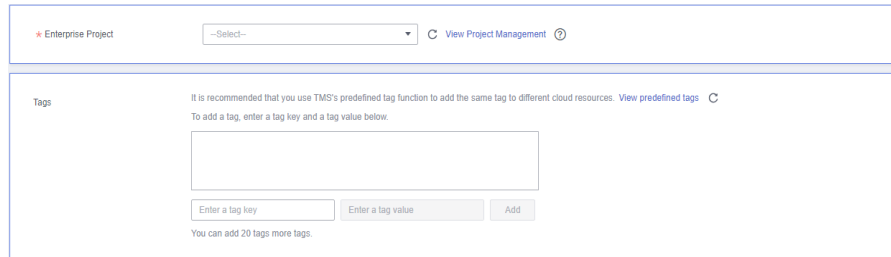 * Enterprise Project --Select-- View Project Management ?
Tags It is recommended that you use TMS's predefined tag function to add the same tag to different cloud resources. View predefined tags
To add a tag, enter a tag key and a tag value below.
Enter a tag key Enter a tag value Add
You can add 20 tags more tags.